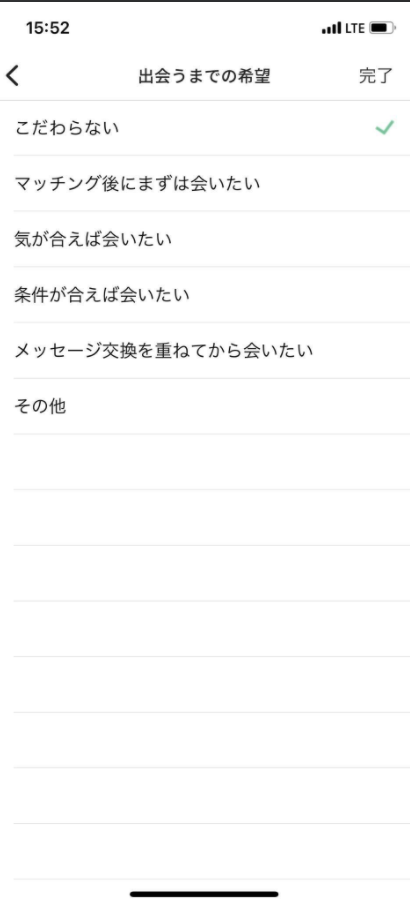 15:52 LTE
出会うまでの希望 完了
こだわらない
マッチング後にまずは会いたい
気が合えば会いたい
条件が合えば会いたい
メッセージ交換を重ねてから会いたい
その他